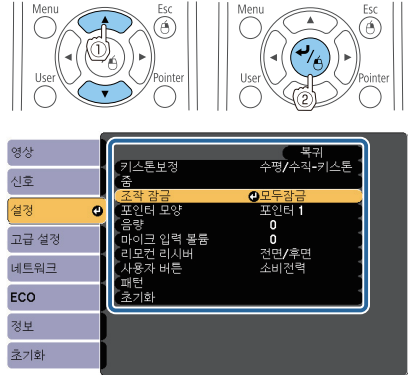 Menu Esc
User Pointer
①
Menu Esc
User Pointer
②
영상
신호
설정
고급 설정
네트워크
ECO
정보
초기화
복귀
키스톤보정 수평/수직-키스톤
줌
조작 잠금 모두잠금
포인터 모양 포인터 1
음량 0
마이크 입력 볼륨 0
리모컨 리시버 전면/후면
사용자 버튼 소비전력
패턴
초기화